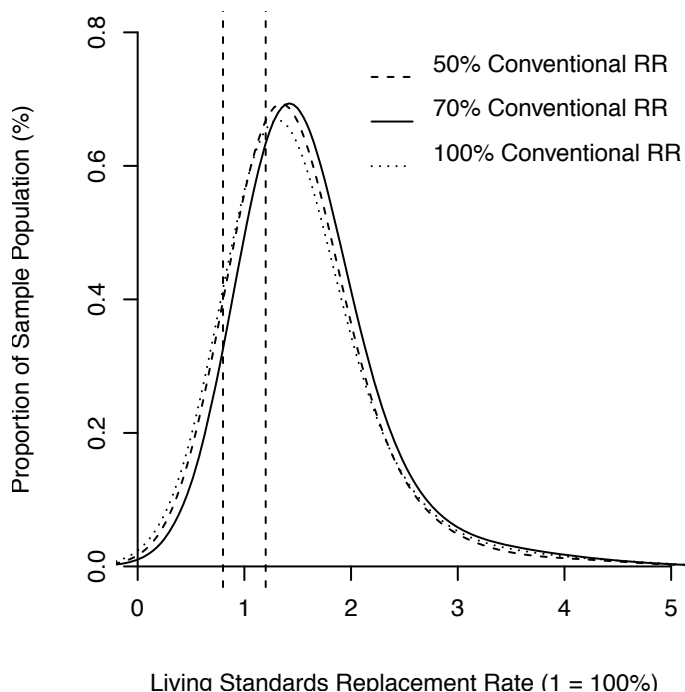 Proportion of Sample Population (%)
0.8
0.6
0.4
0.2
0.0
50% Conventional RR
70% Conventional RR
100% Conventional RR
0 1 2 3 4 5
Living Standards Replacement Rate (1 = 100%)